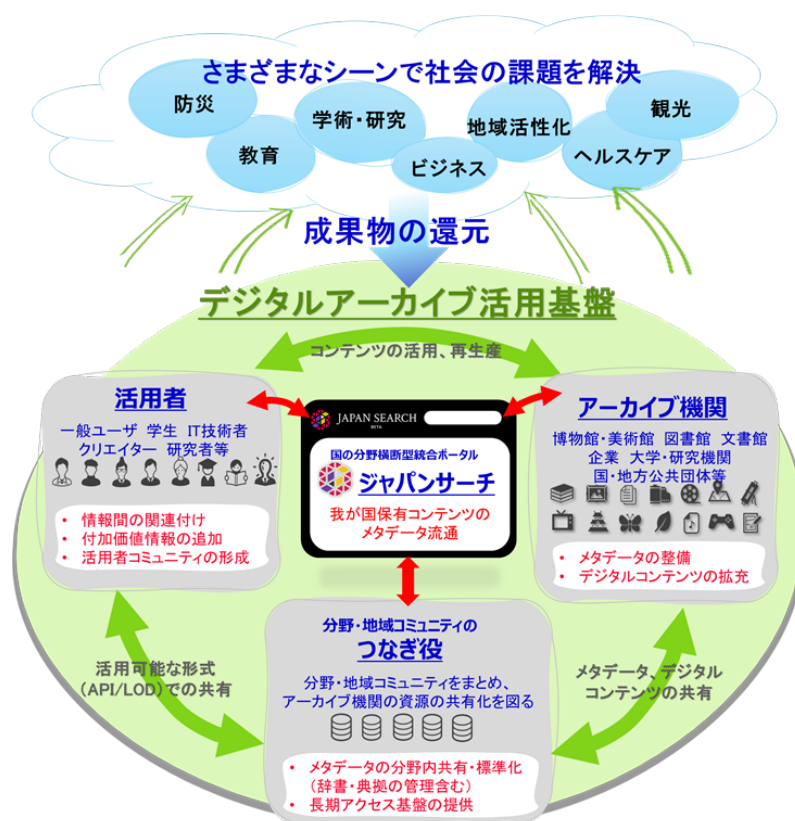 さまざまなシーンで社会の課題を解決
防災
教育
学術・研究
ビジネス
地域活性化
ヘルスケア
観光
成果物の還元
デジタルアーカイブ活用基盤
コンテンツの活用、再生産
活用者
一般ユーザ 学生 IT技術者
クリエイター 研究者等
• 情報間の関連付け
• 付加価値情報の追加
• 活用者コミュニティの形成
JAPAN SEARCH
BETA
国の分野横断型統合ポータル
ジャパンサーチ
我が国保有コンテンツの
メタデータ流通
アーカイブ機関
博物館・美術館 図書館 文書館
企業 大学・研究機関
国・地方公共団体等
• メタデータの整備
• デジタルコンテンツの拡充
活用可能な形式
(API/LOD)での共有
分野・地域コミュニティの
つなぎ役
分野・地域コミュニティをまとめ、
アーカイブ機関の資源の共有化を図る
• メタデータの分野内共有・標準化
(辞書・典拠の管理含む)
• 長期アクセス基盤の提供
メタデータ、デジタル
コンテンツの共有